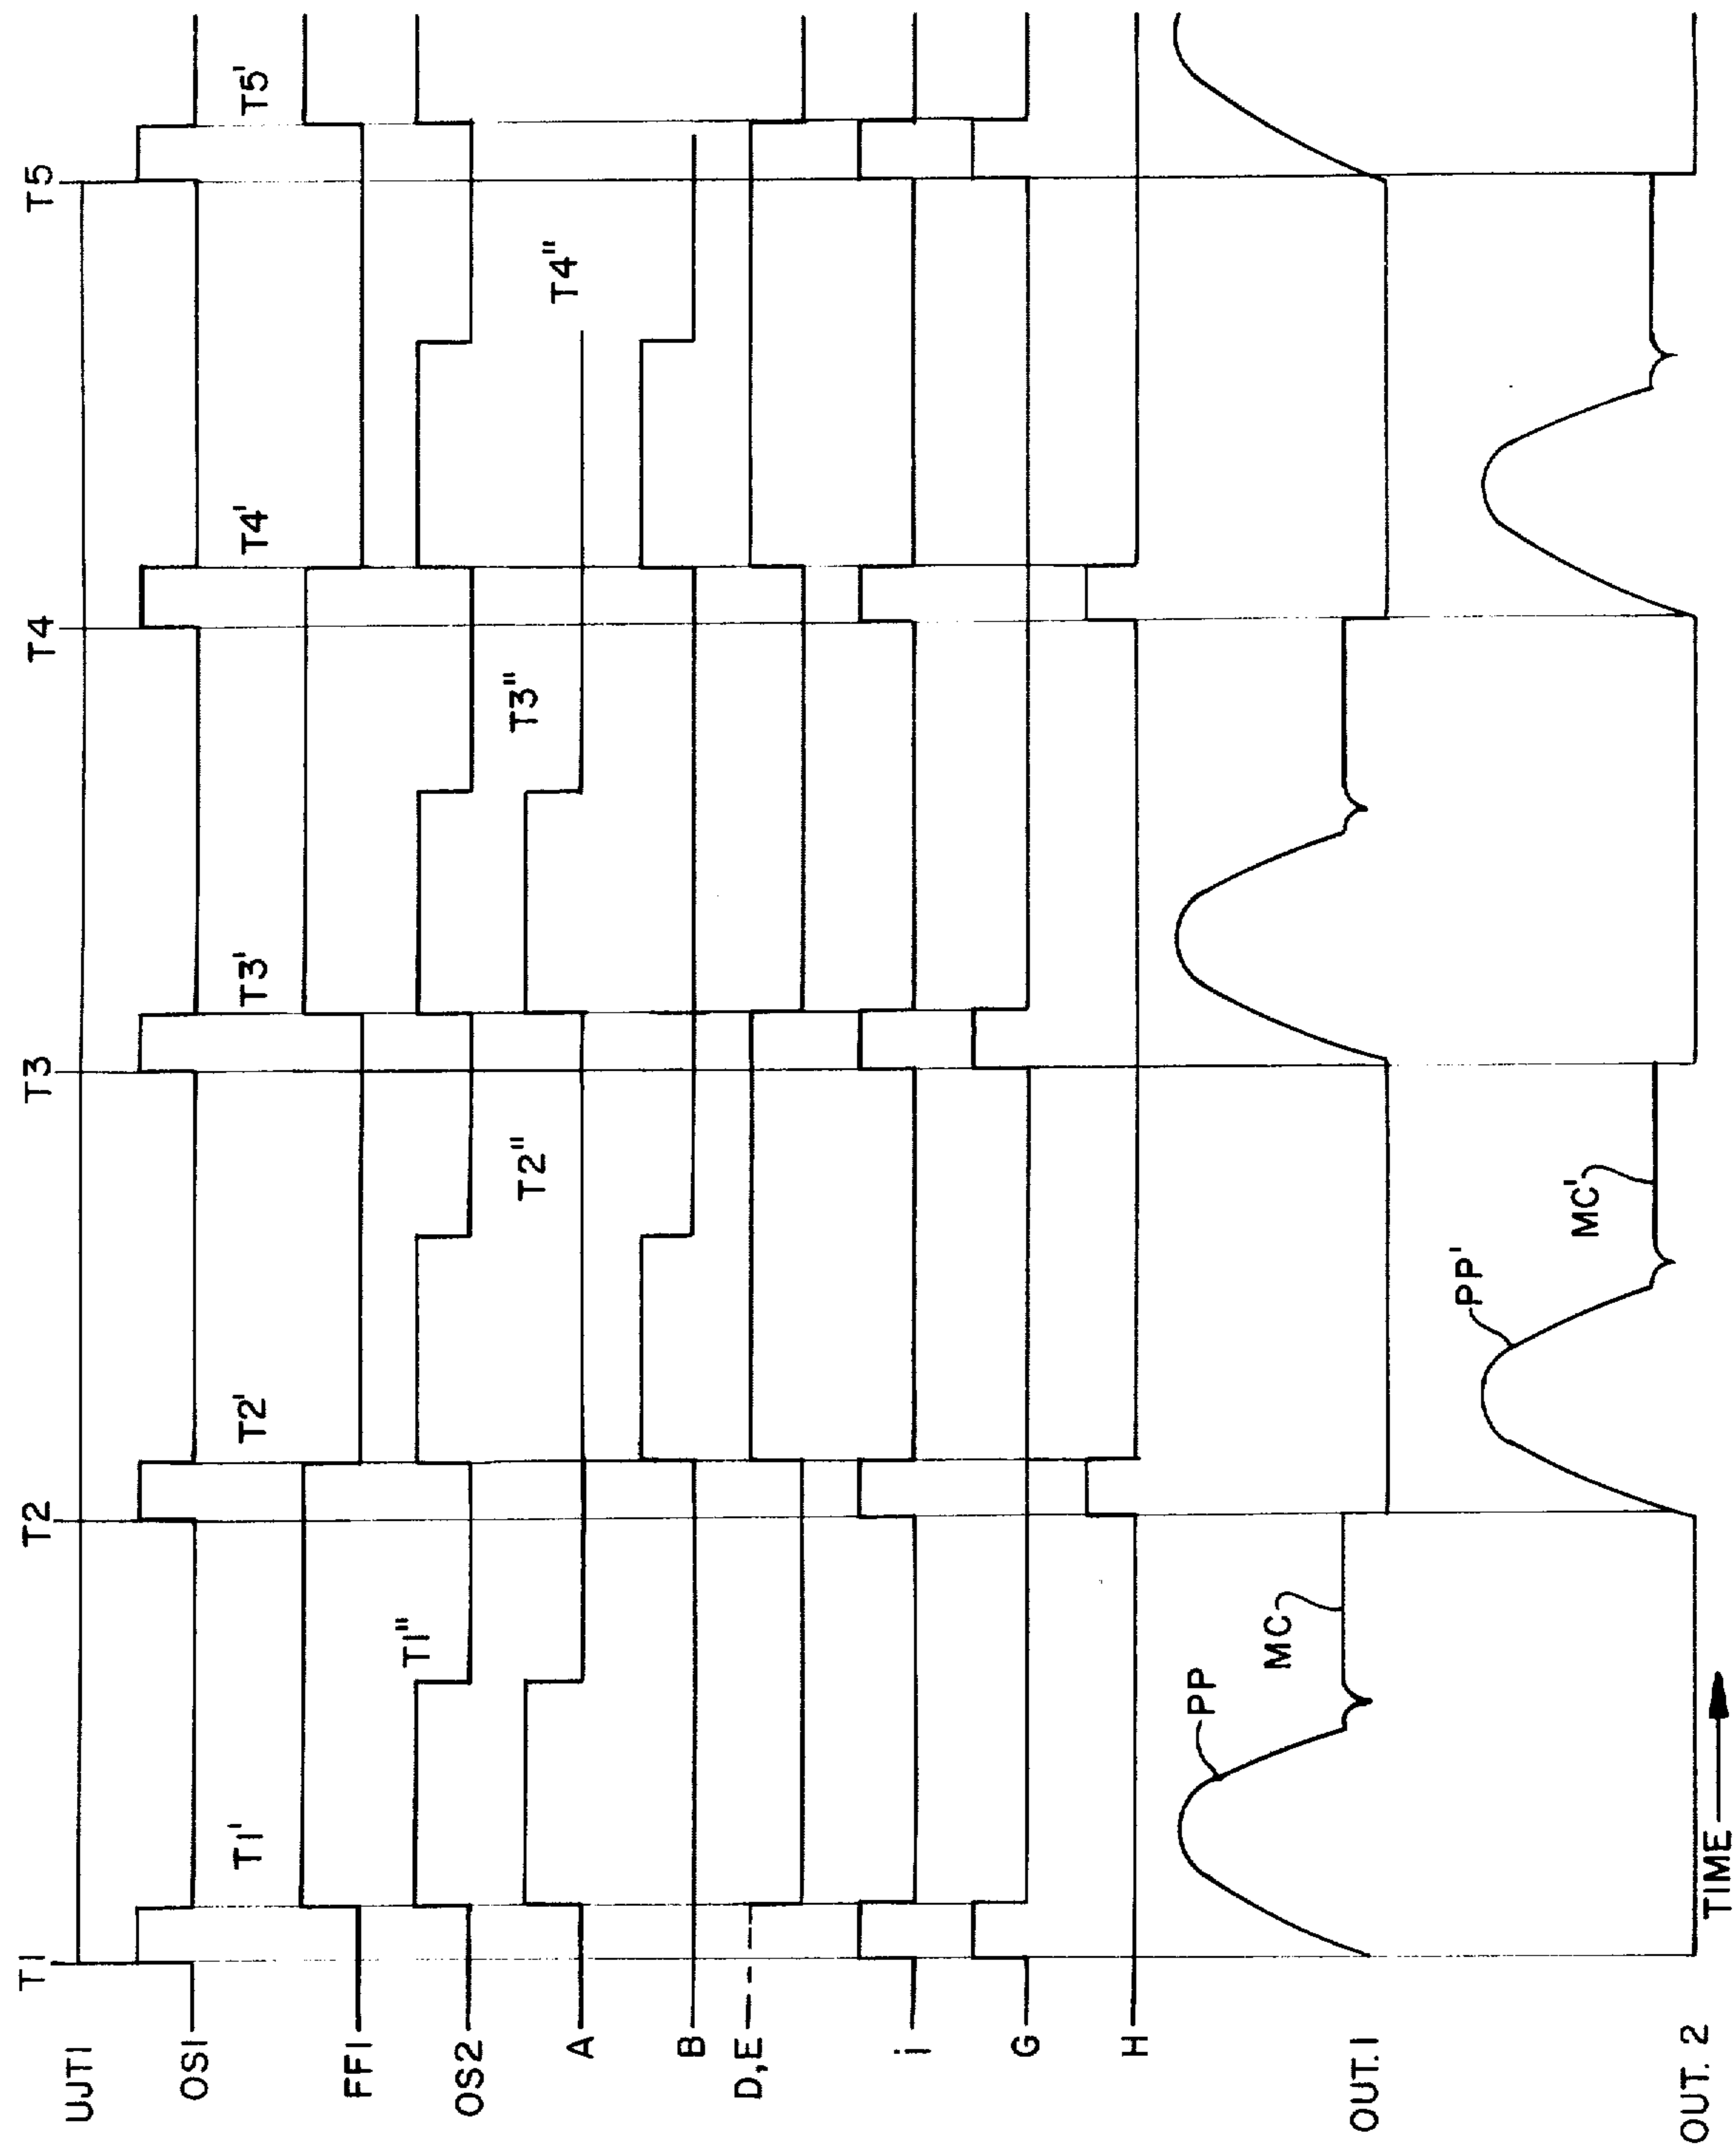 T1 T2 T3 T4 T5
UJT1
OS1
T1' T2' T3' T4' T5'
FF1
OS2
T1" T2" T3" T4"
A
B
D,E
i
G
H
PP
MC
OUT.1
PP'
MC'
OUT. 2
TIME